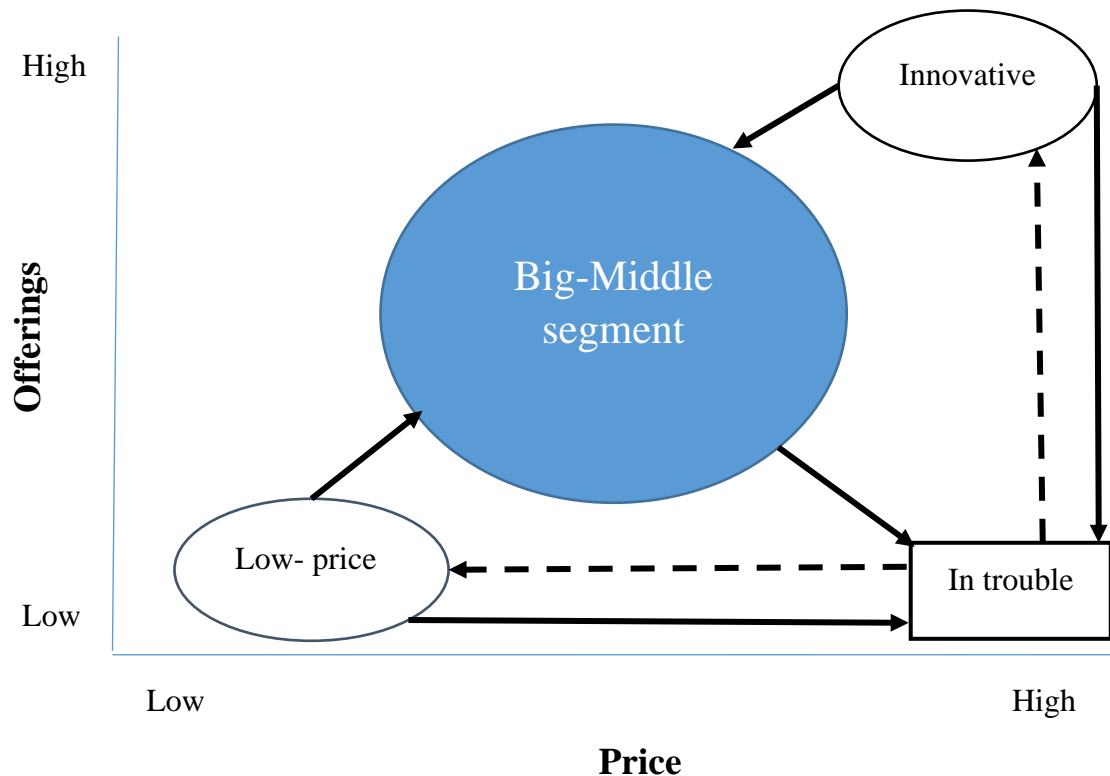 High
Innovative
Big-Middle
segment
Offerings
Low- price
In trouble
Low
Low
High
Price